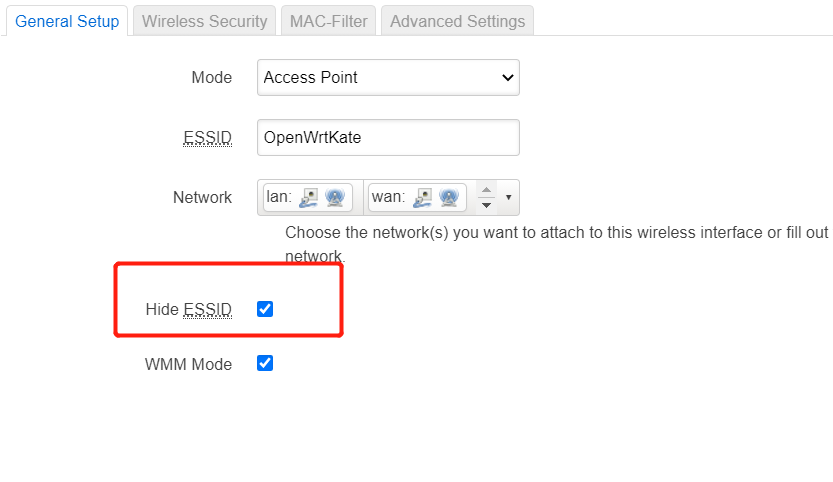 General Setup Wireless Security MAC-Filter Advanced Settings
Mode Access Point
ESSID OpenWrtKate
Network lan: wan:
Choose the network(s) you want to attach to this wireless interface or fill out
network.
Hide ESSID
WMM Mode